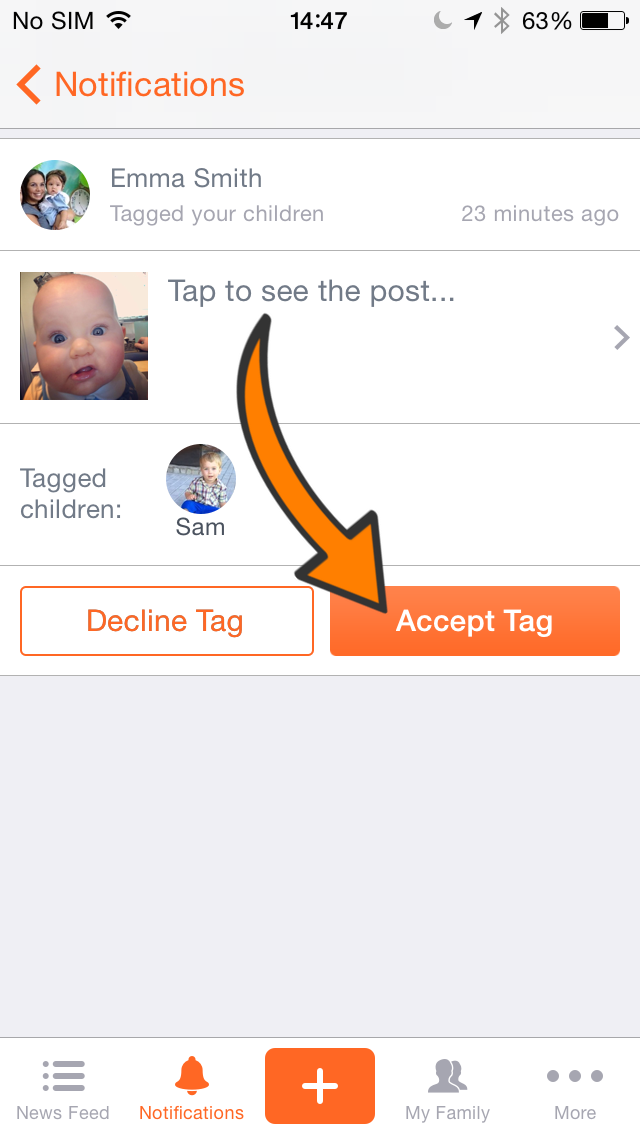 No SIM 14:47 63%
Notifications
Emma Smith
Tagged your children 23 minutes ago
Tap to see the post...
Tagged
children:
Sam
Decline Tag Accept Tag
News Feed Notifications My Family More